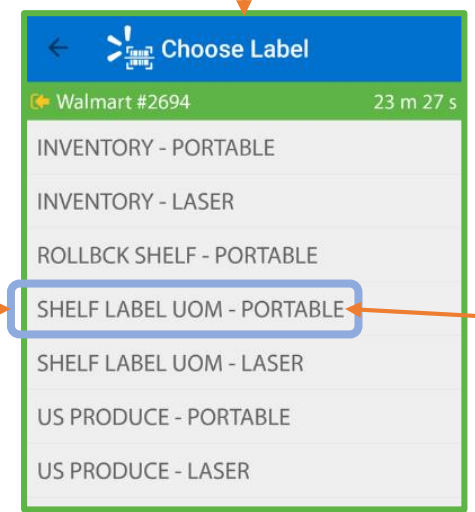 Choose Label
Walmart #2694 23 m 27 s
INVENTORY - PORTABLE
INVENTORY - LASER
ROLLBCK SHELF - PORTABLE
SHELF LABEL UOM - PORTABLE
SHELF LABEL UOM - LASER
US PRODUCE - PORTABLE
US PRODUCE - LASER